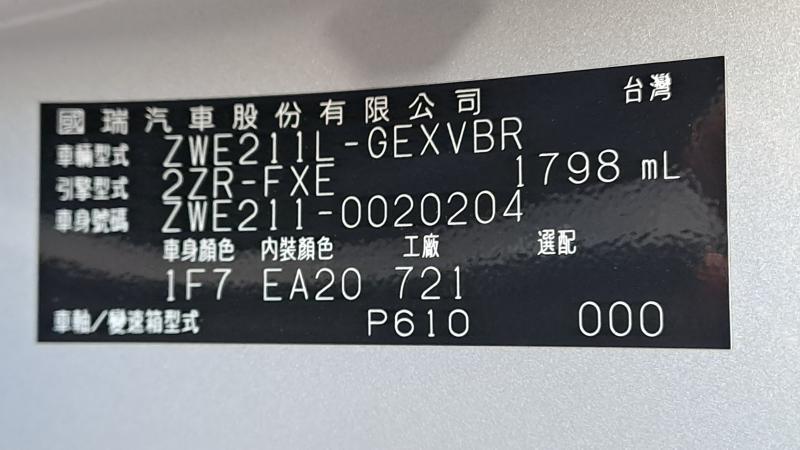 國瑞汽車股份有限公司 台灣
車輛型式 ZWE211L-GEXVBR
引擎型式 2ZR-FXE 1798 mL
車身號碼 ZWE211-0020204
車身顏色 內裝顏色 工廠 選配
1F7 EA20 721
車軸/變速箱型式 P610 000